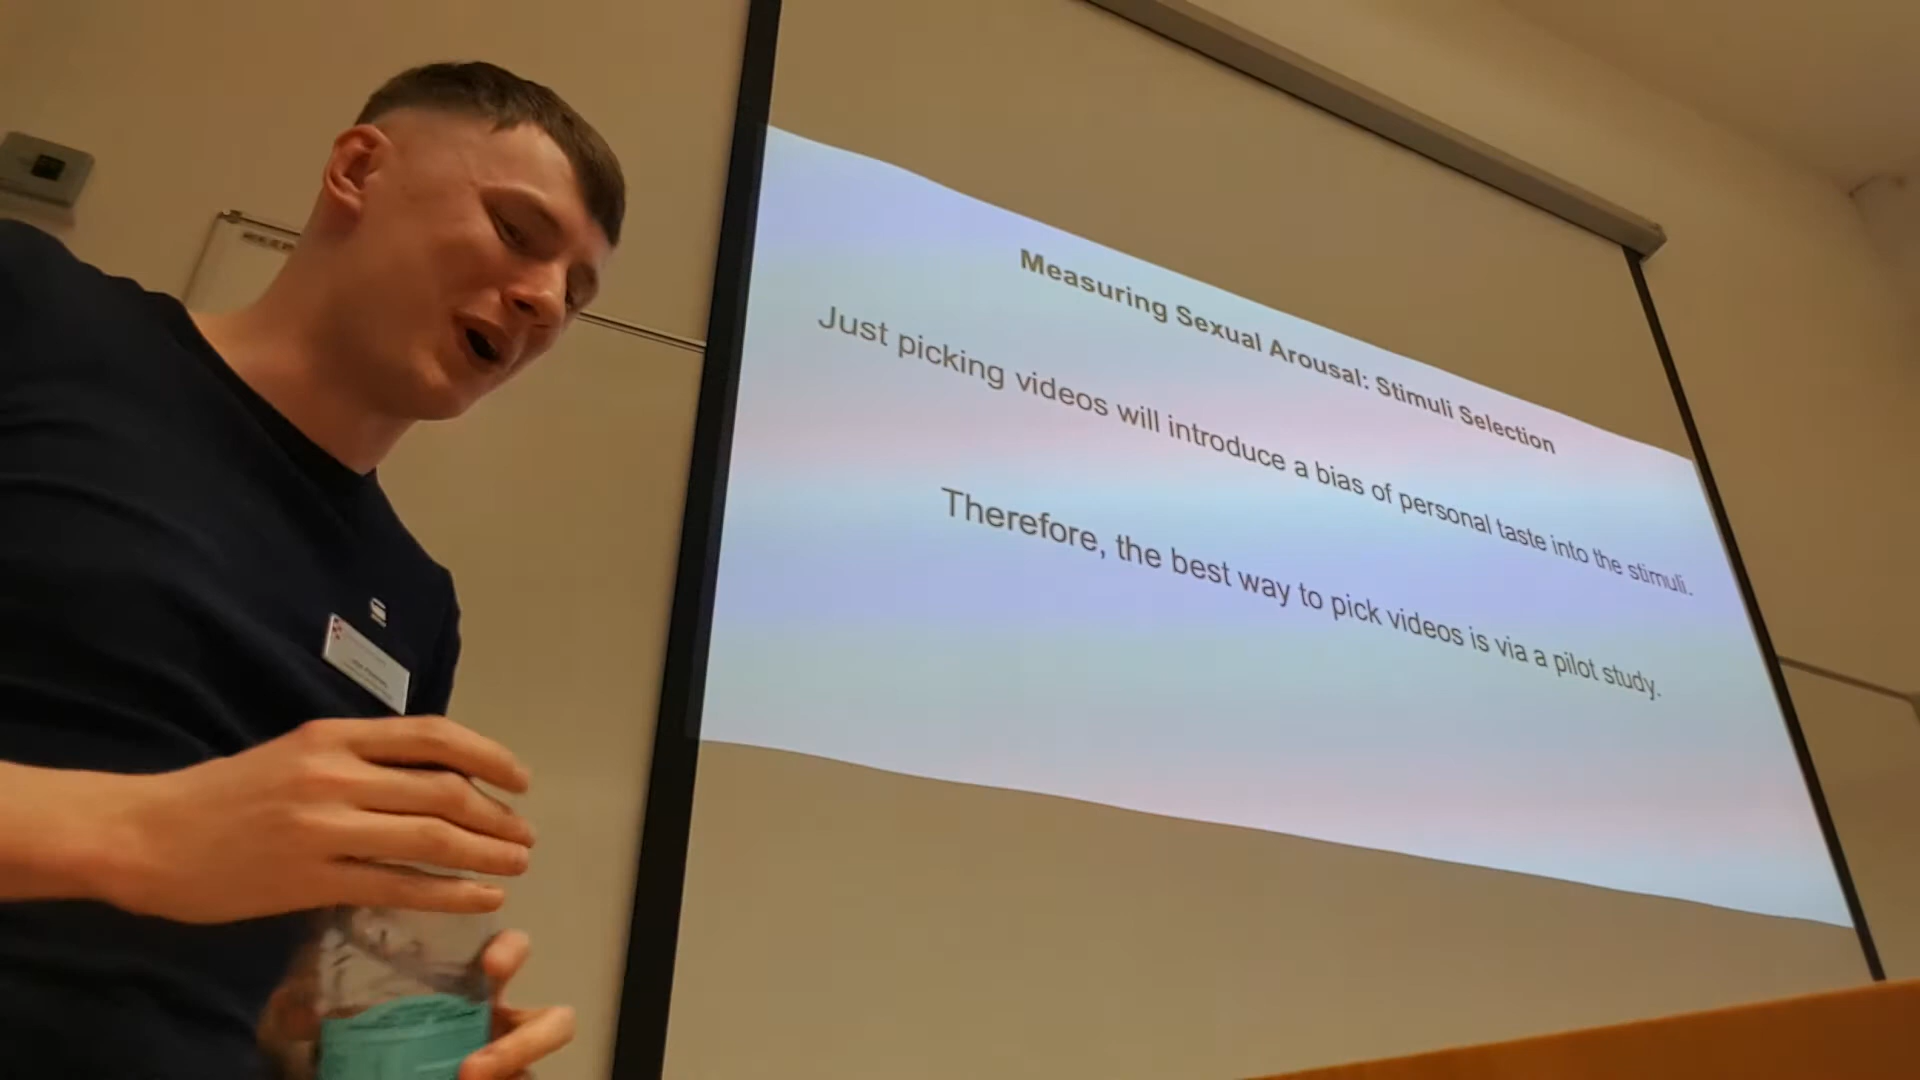 Measuring Sexual Arousal: Stimuli Selection
Just picking videos will introduce a bias of personal taste into the stimuli.
Therefore, the best way to pick videos is via a pilot study.